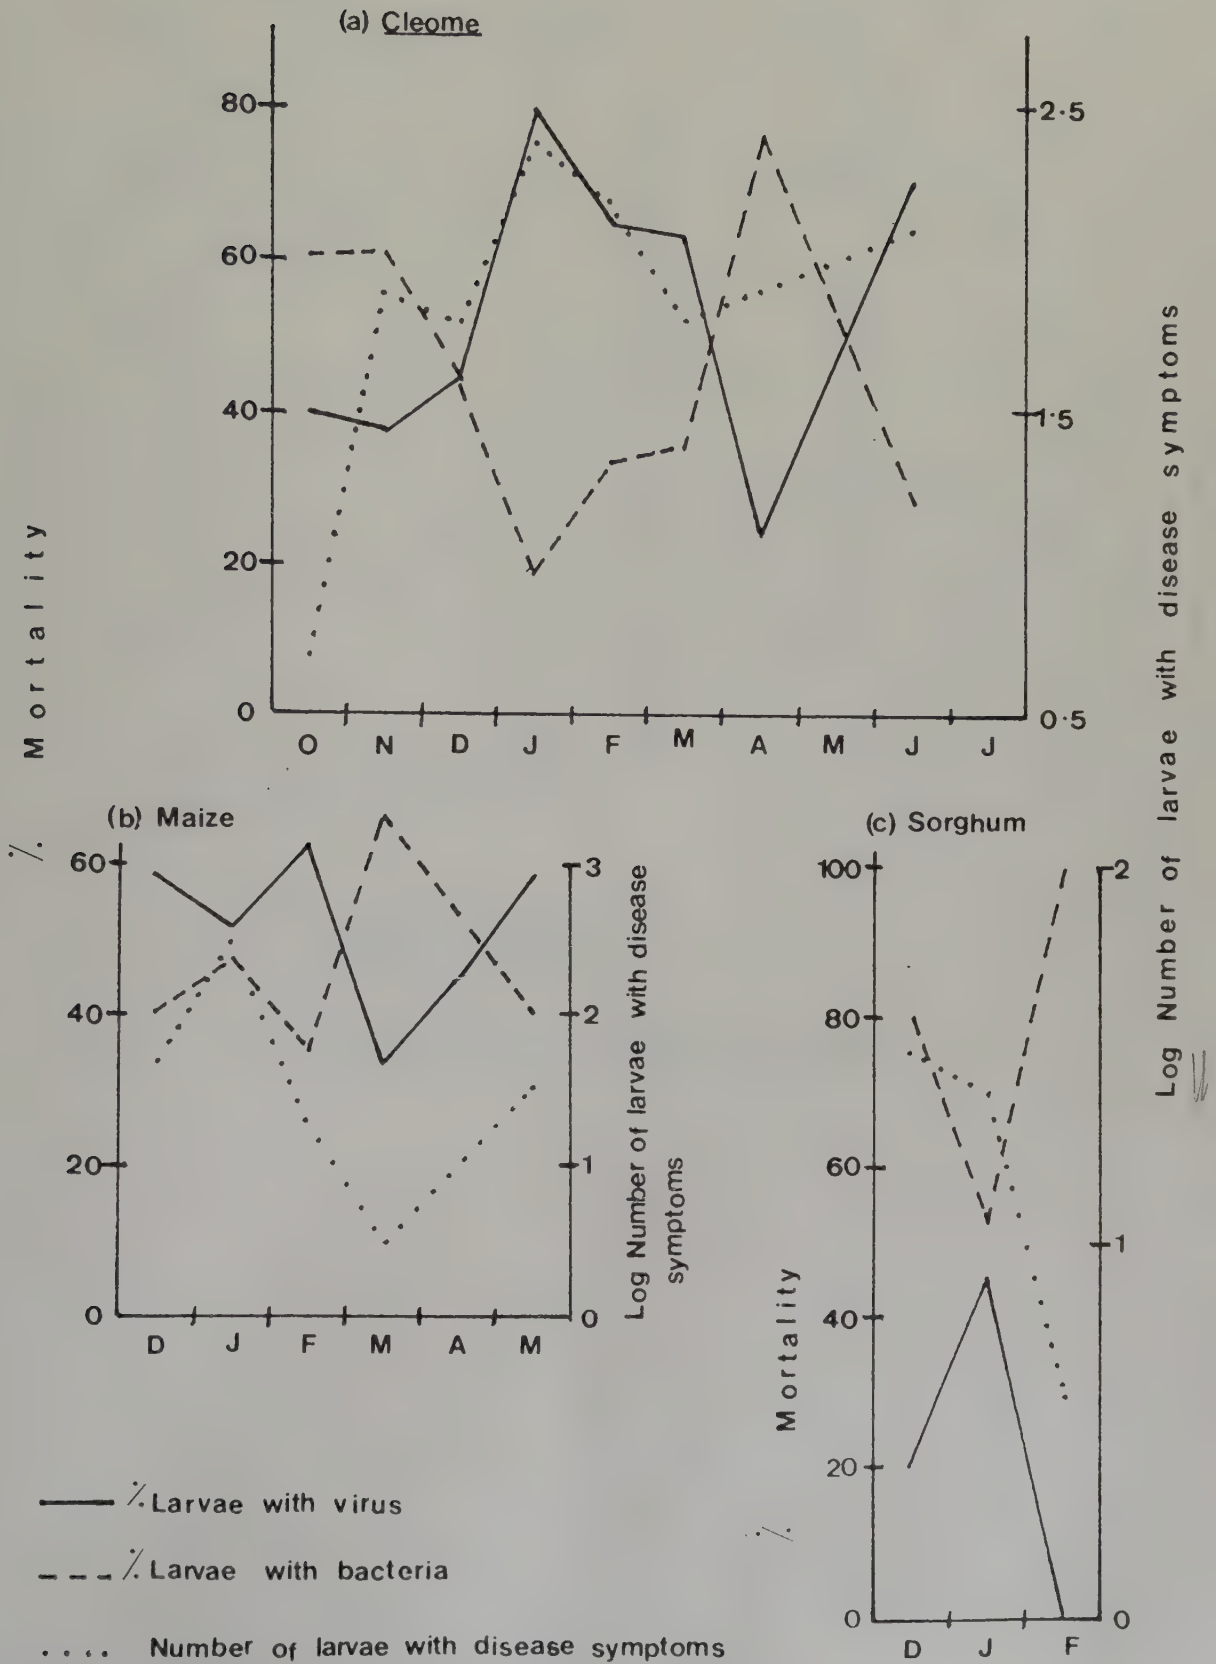 (a) Cleome
80
60
40
20
0
2.5
1.5
0.5
O N D J F M A M J J
% Mortality
Log Number of larvae with disease symptoms
(b) Maize
60
40
20
0
3
2
1
0
D J F M A M
Log Number of larvae with disease
symptoms
(c) Sorghum
100
80
60
40
20
0
2
1
0
D J F
% Mortality
% Larvae with virus
% Larvae with bacteria
Number of larvae with disease symptoms